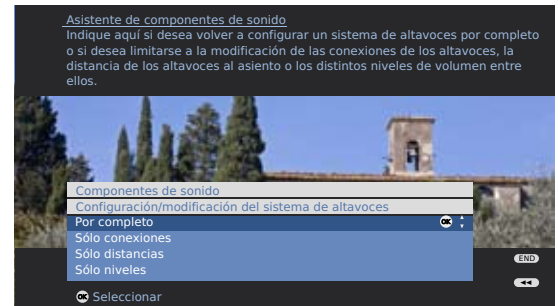 Asistente de componentes de sonido
Indique aquí si desea volver a configurar un sistema de altavoces por completo
o si desea limitarse a la modificación de las conexiones de los altavoces, la
distancia de los altavoces al asiento o los distintos niveles de volumen entre
ellos.
Componentes de sonido
Configuración/modificación del sistema de altavoces
Por completo OK
Sólo conexiones
Sólo distancias
Sólo niveles
END
OK Seleccionar